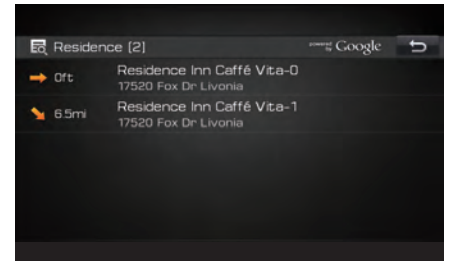 Residence (2)
powered by Google
0ft
Residence Inn Caffé Vita-0
17520 Fox Dr Livonia
6.5mi
Residence Inn Caffé Vita-1
17520 Fox Dr Livonia